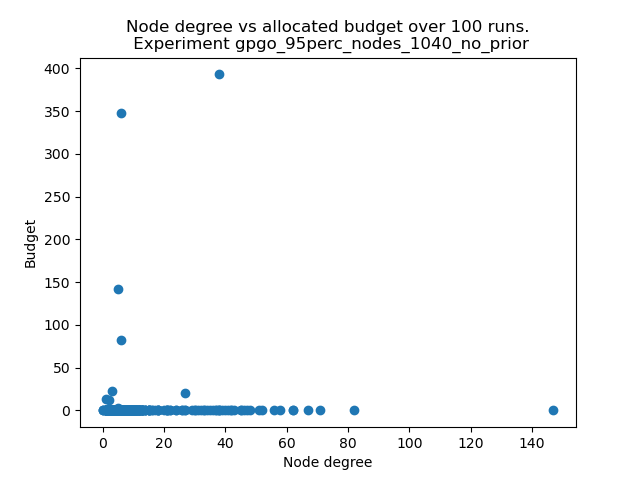 Node degree vs allocated budget over 100 runs.
Experiment gpgo_95perc_nodes_1040_no_prior
400
350
300
250
200
150
100
50
0
Budget
0 20 40 60 80 100 120 140
Node degree